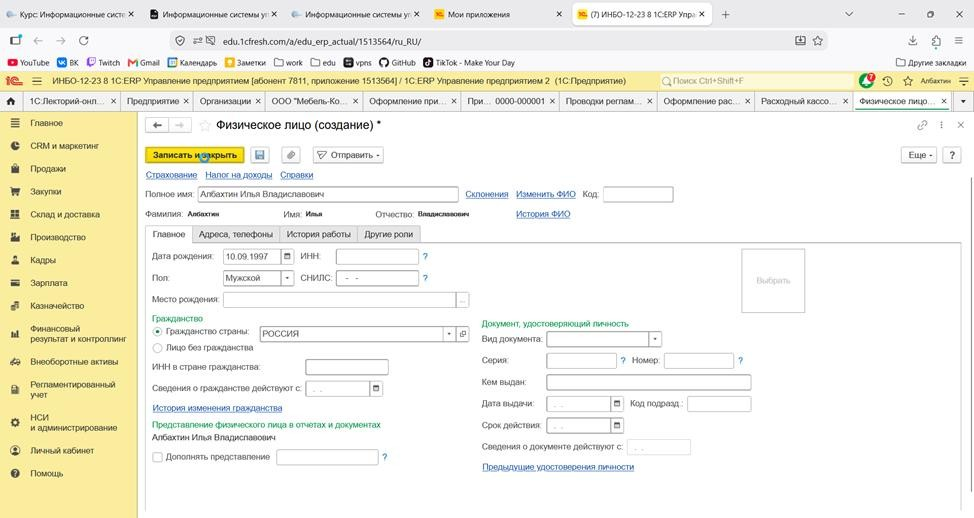 Курс: Информационные систе
Информационные системы уп
Информационные системы уп
Мои приложения
(7) ИНБО-12-23 8 1С:ERP Упра
edu.1cfresh.com/a/edu_erp_actual/1513564/ru_RU/
YouTube ВК Twitch Gmail Календарь Заметки work edu vpns GitHub TikTok - Make Your Day Другие закладки
ИНБО-12-23 8 1С:ERP Управление предприятием [абонент 7811, приложение 1513564] / 1С:ERP Управление предприятием 2 (1С:Предприятие) Поиск Ctrl+Shift+F 7 Албахтин
1С:Лекторий-онл... Предприятие Организации ООО "Мебель-Ко... Оформление при... При... 0000-000001 Проводки реглам... Оформление рас... Расходный кассо... Физическое лицо...
Главное
CRM и маркетинг
Продажи
Закупки
Склад и доставка
Производство
Кадры
Зарплата
Казначейство
Финансовый
результат и контроллинг
Внеоборотные активы
Регламентированный
учет
НСИ
и администрирование
Личный кабинет
Помощь
Физическое лицо (создание) *
Записать и закрыть Отправить Еще ?
Страхование Налог на доходы Справки
Полное имя: Албахтин Илья Владиславович Склонения Изменить ФИО Код:
Фамилия: Албахтин Имя: Илья Отчество: Владиславович История ФИО
Главное Адреса, телефоны История работы Другие роли
Дата рождения: 10.09.1997 ИНН: ?
Пол: Мужской СНИЛС: - - ?
Выбрать
Место рождения: ...
Гражданство
Гражданство страны: РОССИЯ
Лицо без гражданства
ИНН в стране гражданства:
Сведения о гражданстве действуют с: . .
История изменения гражданства
Представление физического лица в отчетах и документах
Албахтин Илья Владиславович
Дополнять представление ?
Документ, удостоверяющий личность
Вид документа:
Серия: ? Номер: ?
Кем выдан:
Дата выдачи: . . Код подразд.:
Срок действия: . .
Сведения о документе действуют с: . .
Предыдущие удостоверения личности